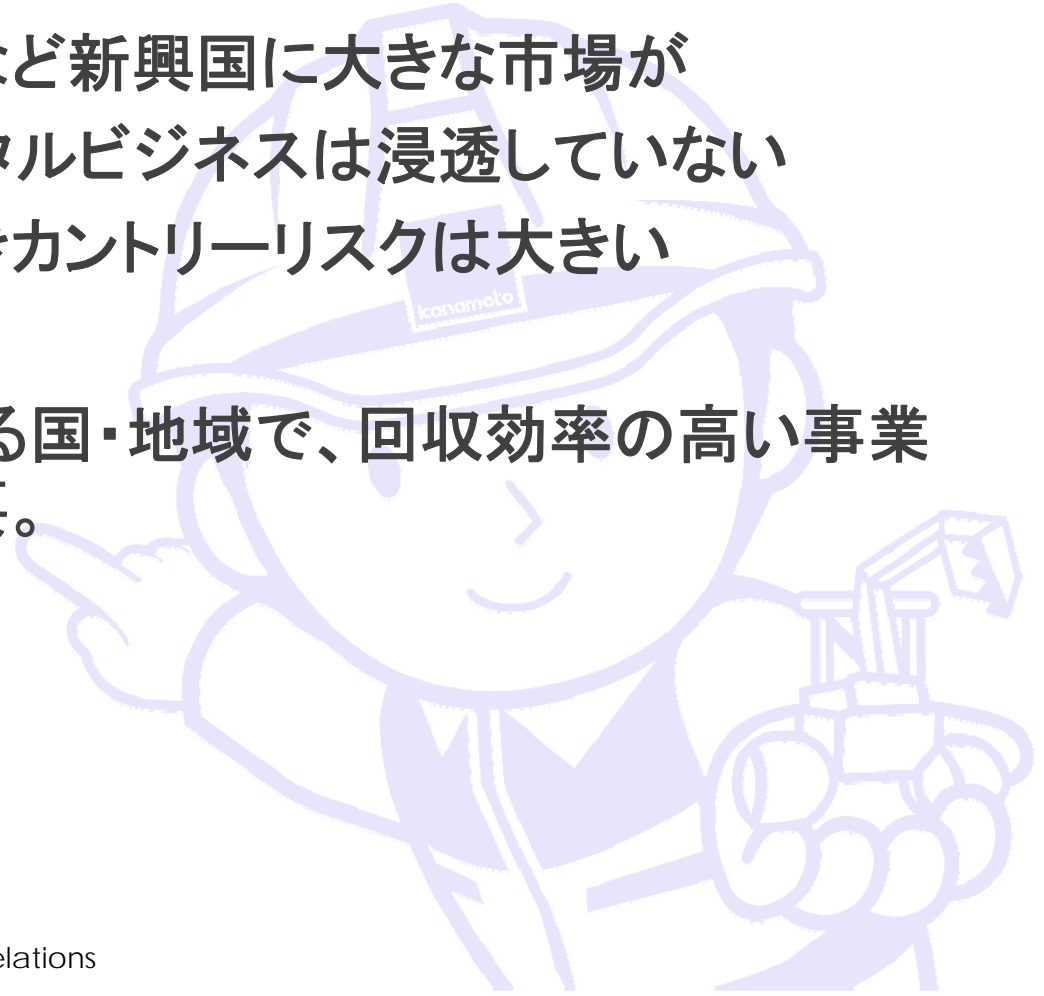 ど新興国に大きな市場が
ルビジネスは浸透していない
カントリーリスクは大きい
kanamoto
る国・地域で、回収効率の高い事業
。
elations